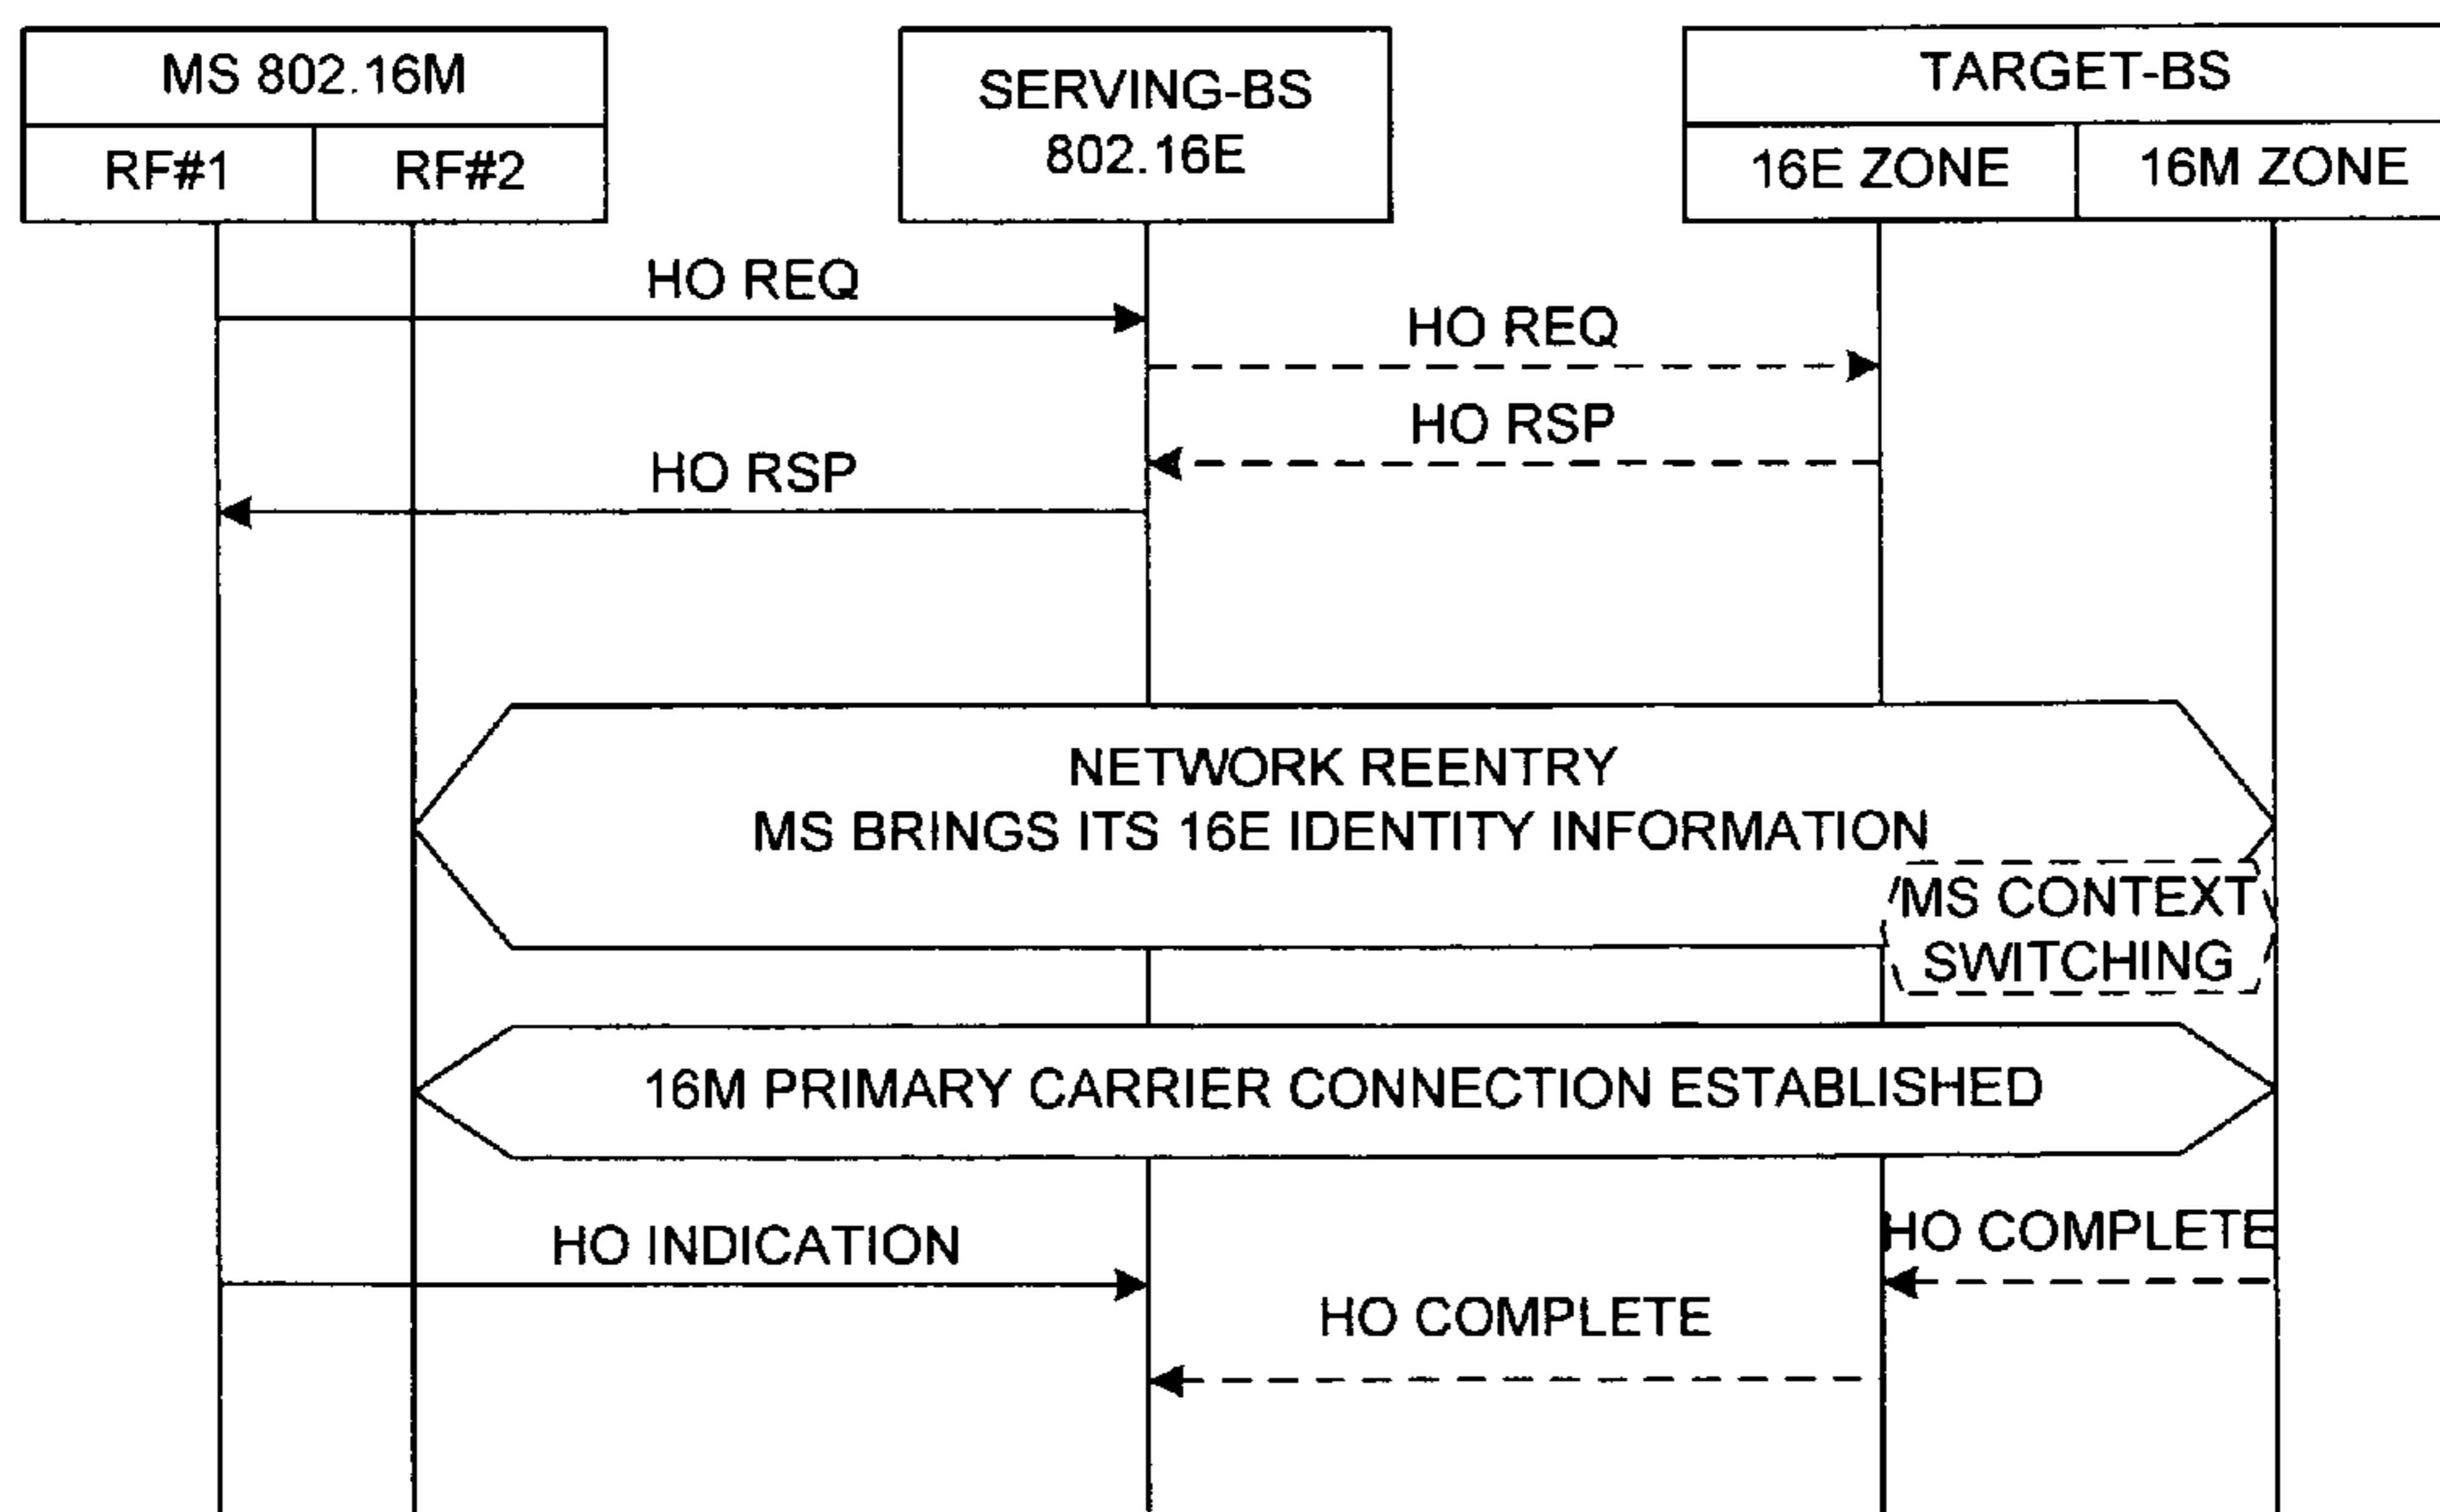 MS 802.16M
RF#1
RF#2
SERVING-BS
802.16E
TARGET-BS
16E ZONE
16M ZONE
HO REQ
HO REQ
HO RSP
HO RSP
NETWORK REENTRY
MS BRINGS ITS 16E IDENTITY INFORMATION
MS CONTEXT
SWITCHING
16M PRIMARY CARRIER CONNECTION ESTABLISHED
HO INDICATION
HO COMPLETE
HO COMPLETE